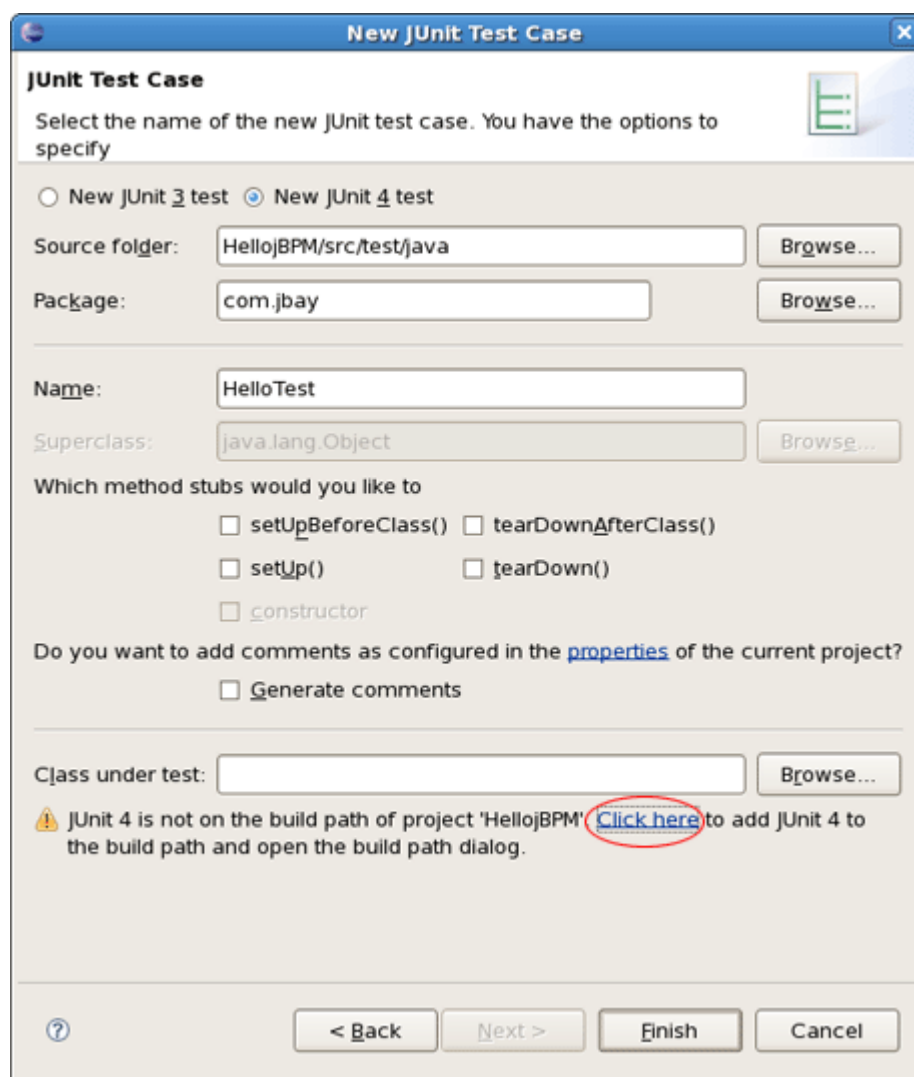 New JUnit Test Case
JUnit Test Case
Select the name of the new JUnit test case. You have the options to
specify
New JUnit 3 test New JUnit 4 test
Source folder: HellojBPM/src/test/java Browse...
Package: com.jbay Browse...
Name: HelloTest
Superclass: java.lang.Object Browse...
Which method stubs would you like to
setUpBeforeClass() tearDownAfterClass()
setUp() tearDown()
constructor
Do you want to add comments as configured in the properties of the current project?
Generate comments
Class under test: Browse...
JUnit 4 is not on the build path of project 'HellojBPM' Click here to add JUnit 4 to
the build path and open the build path dialog.
< Back Next > Finish Cancel